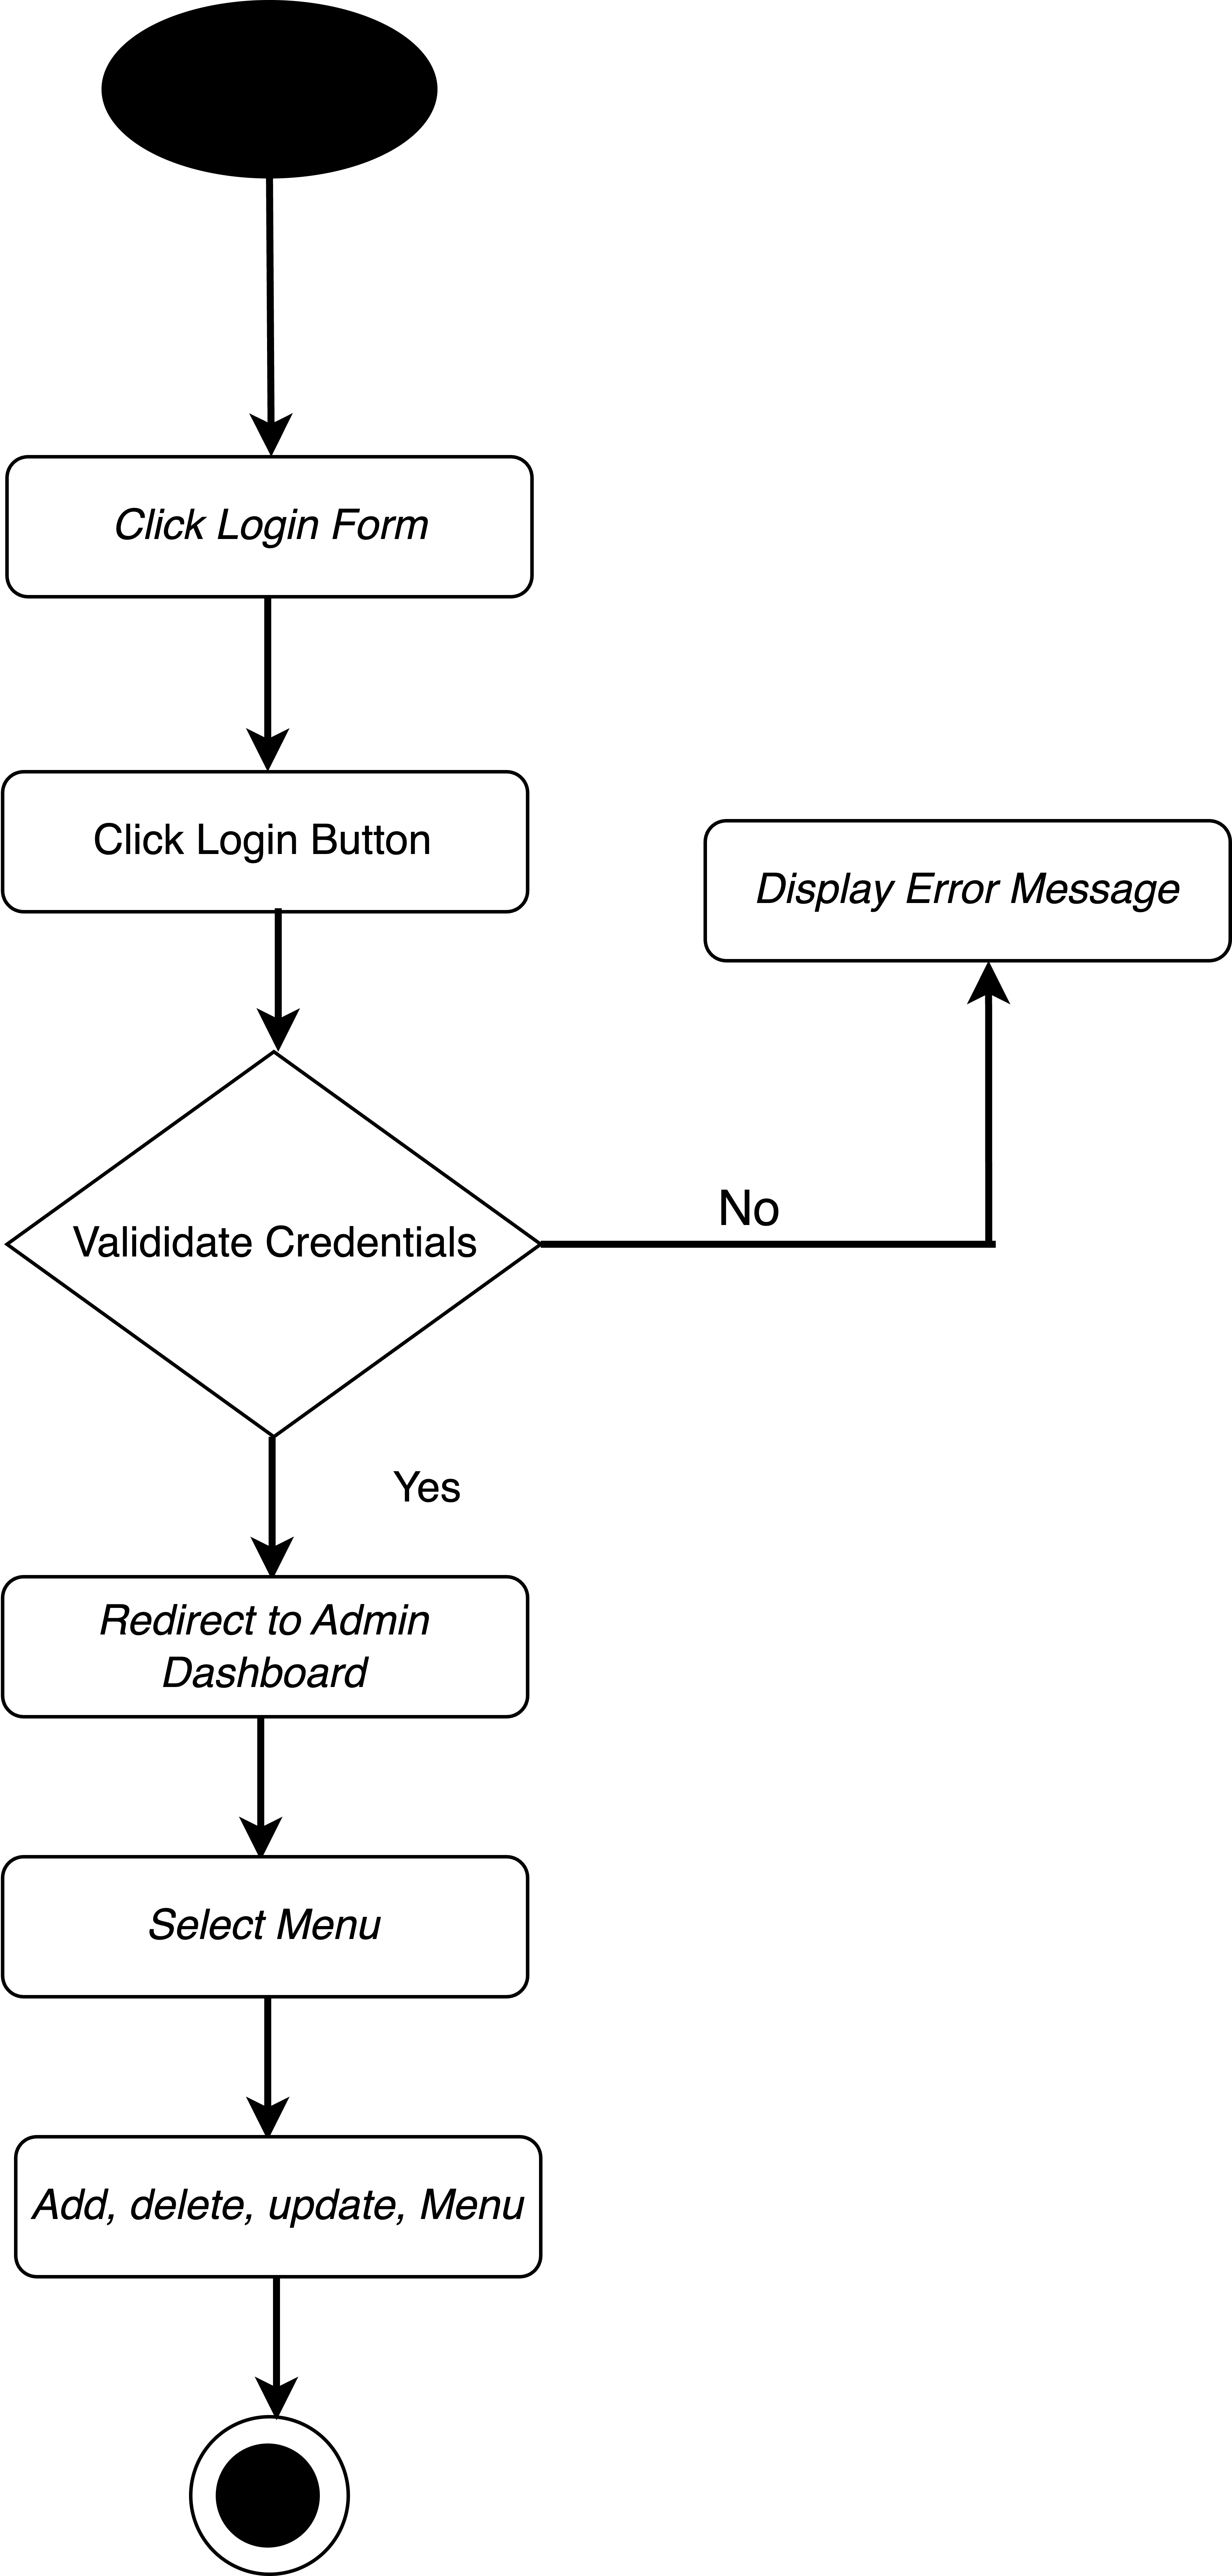 Click Login Form
Click Login Button
Display Error Message
No
Valididate Credentials
Yes
Redirect to Admin
Dashboard
Select Menu
Add, delete, update, Menu